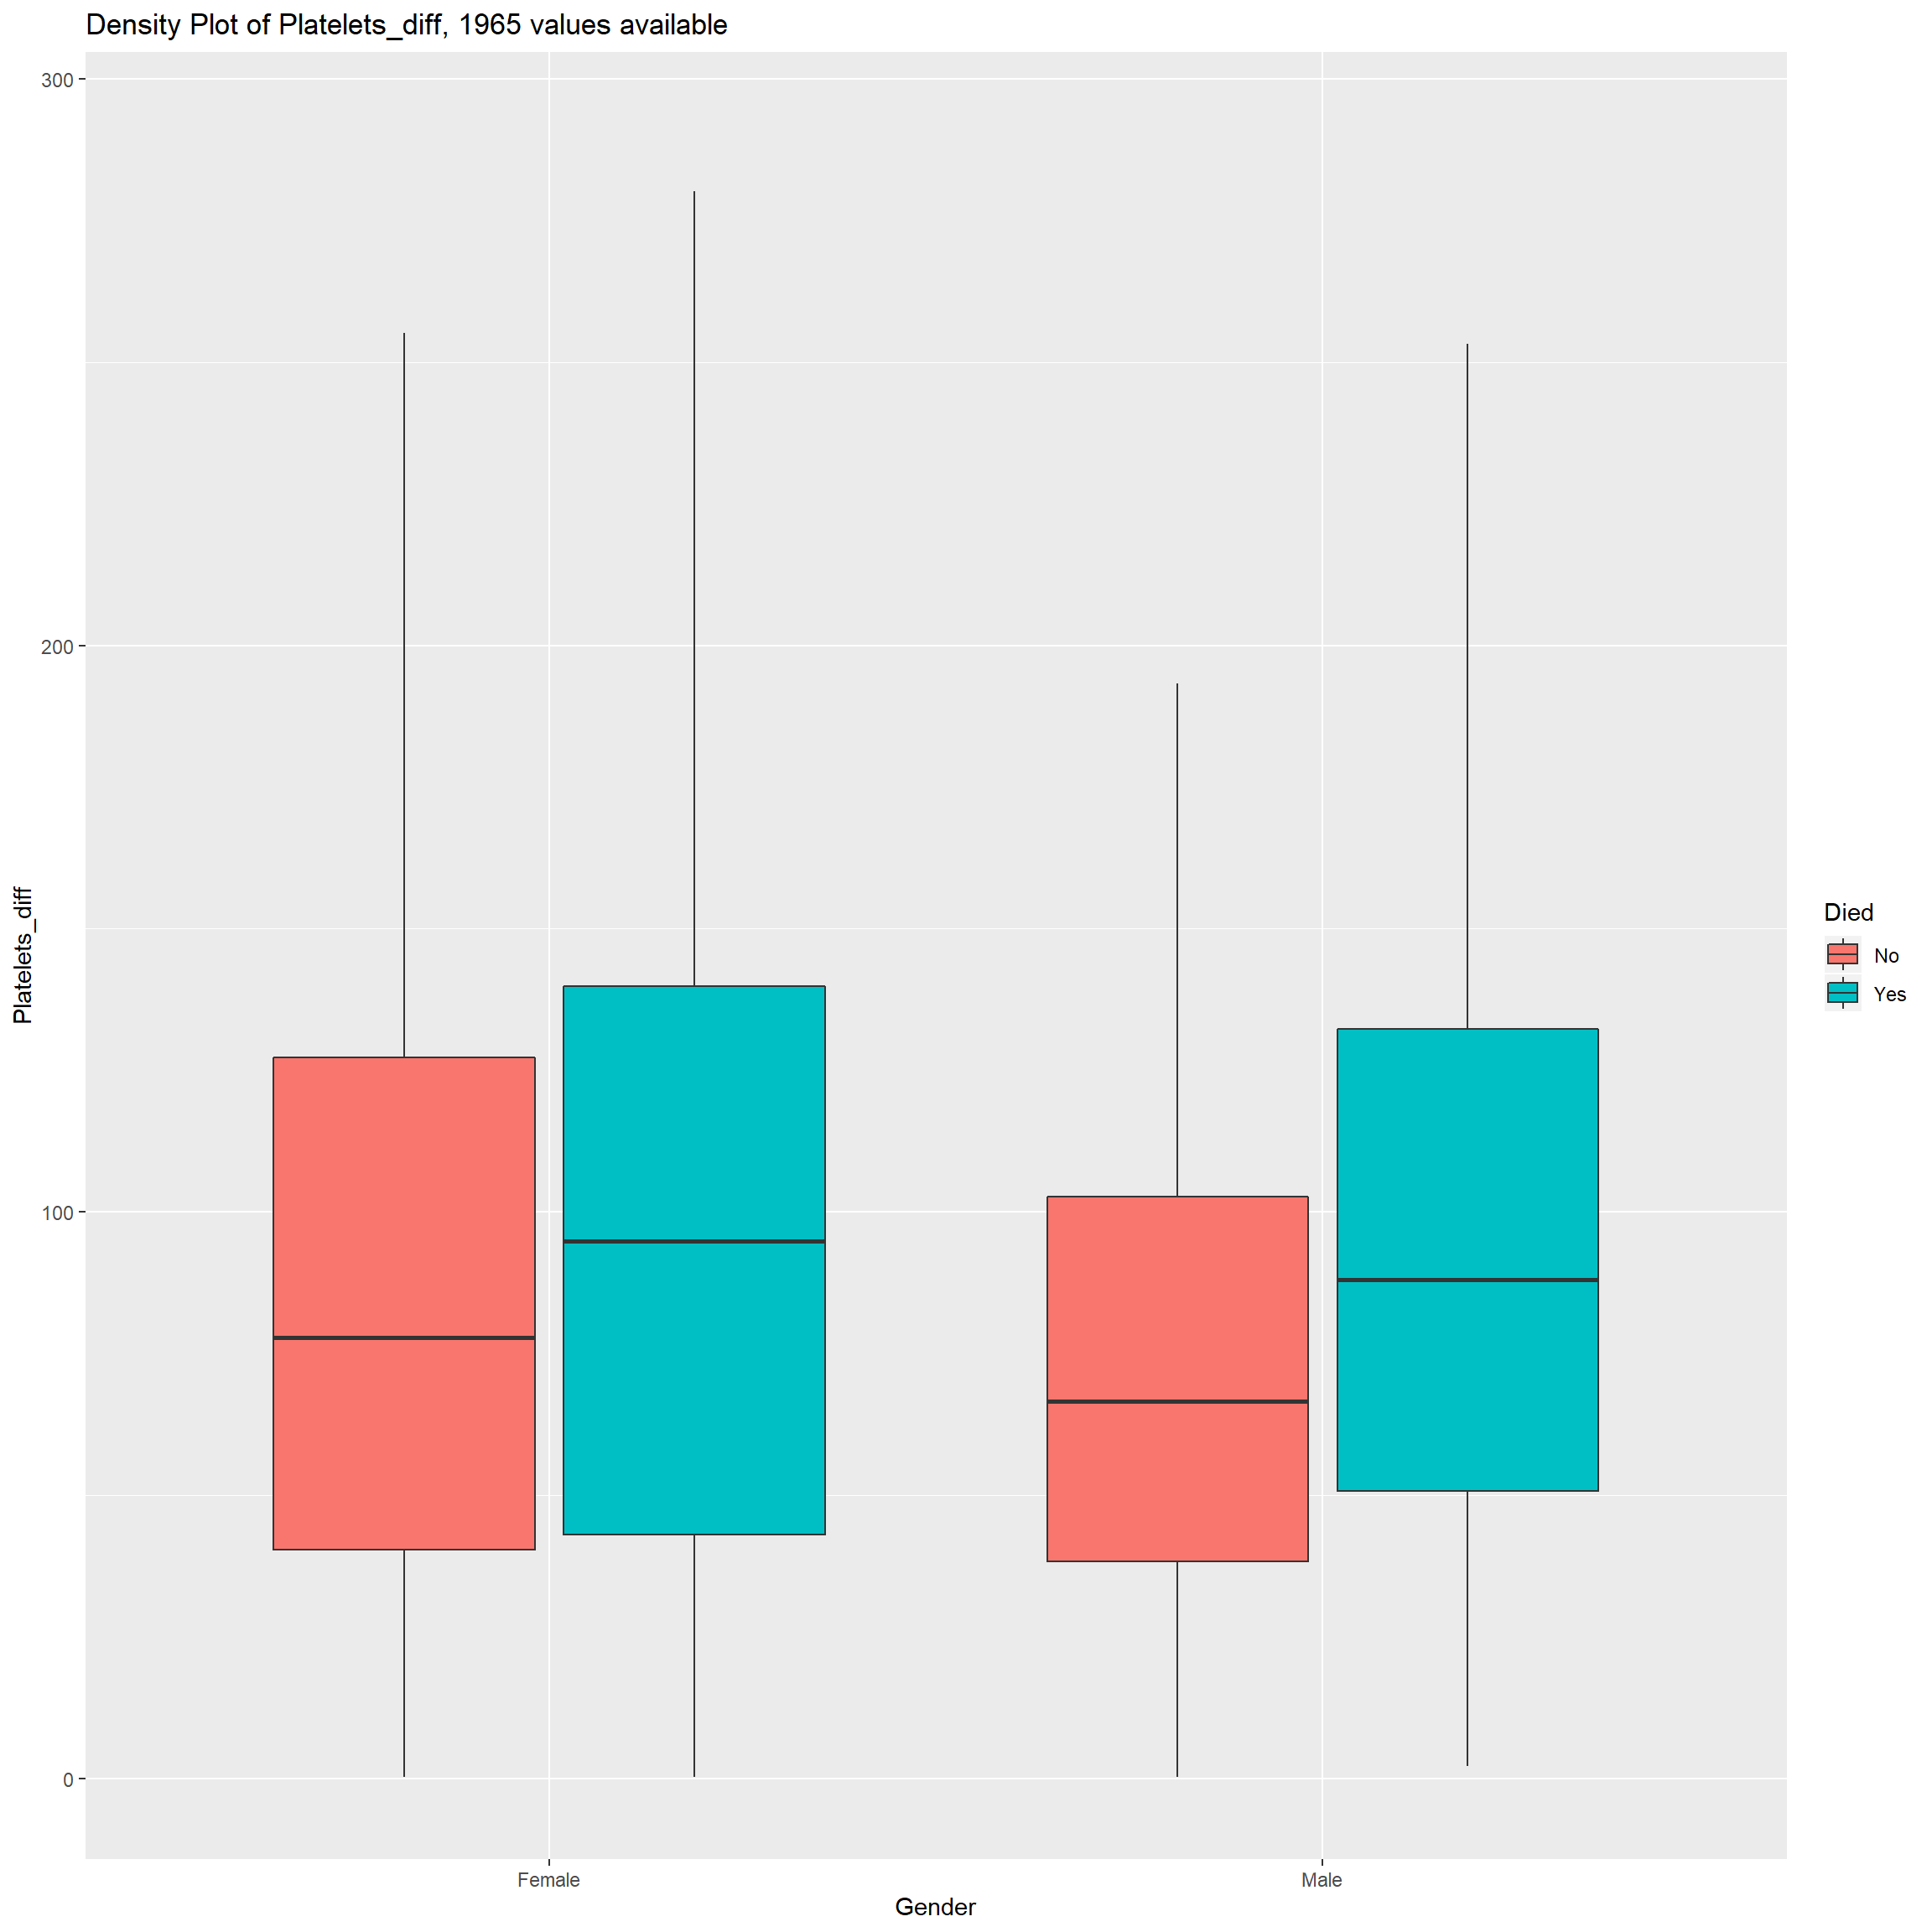 Density Plot of Platelets_diff, 1965 values available
300
200
100
0
Platelets_diff
Female
Male
Gender
Died
No
Yes